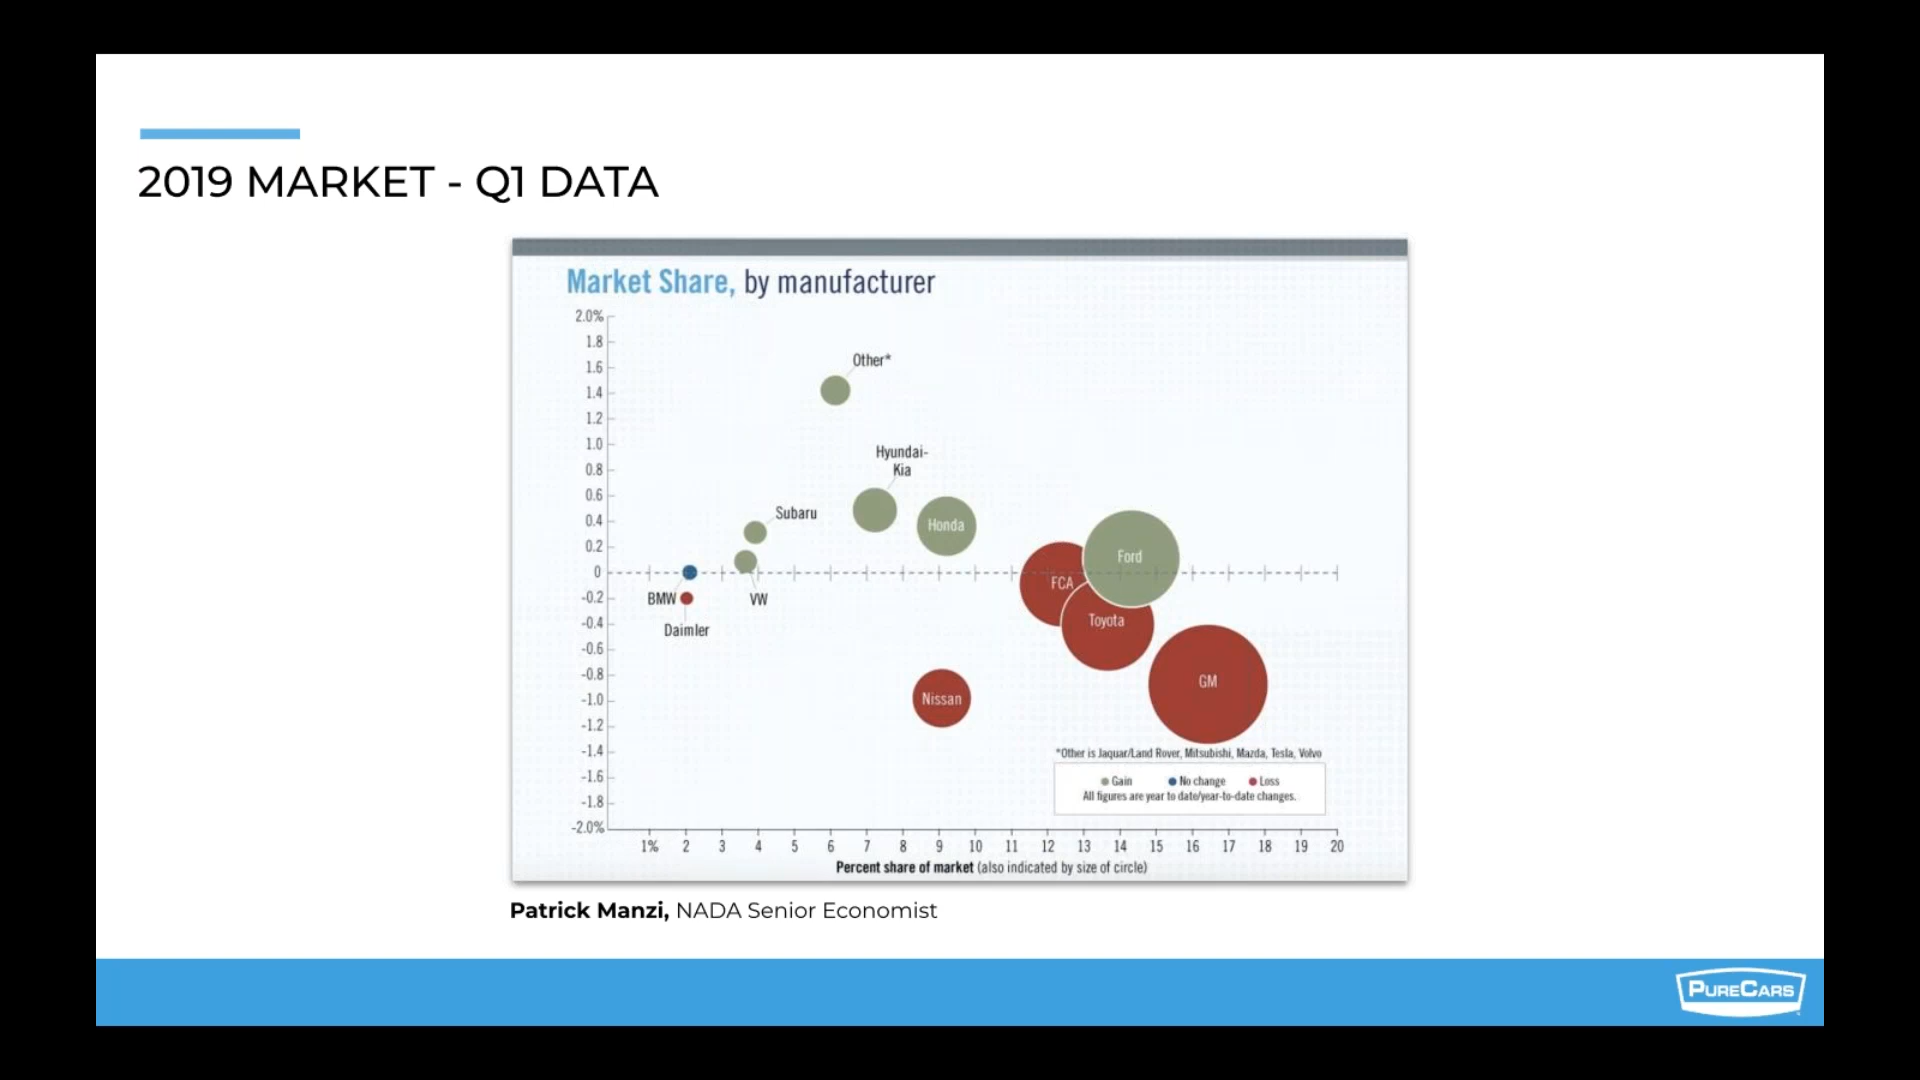 2019 MARKET - Q1 DATA
Market Share, by manufacturer
2.0%
1.8
1.6
1.4
1.2
1.0
0.8
0.6
0.4
0.2
0
-0.2
-0.4
-0.6
-0.8
-1.0
-1.2
-1.4
-1.6
-1.8
-2.0%
Other*
Hyundai-
Kia
Subaru
Honda
Ford
FCA
BMW
VW
Toyota
Daimler
GM
Nissan
*Other is Jaquar/Land Rover, Mitsubishi, Mazda, Tesla, Volvo
Gain No change Loss
All figures are year to date/year-to-date changes.
1% 2 3 4 5 6 7 8 9 10 11 12 13 14 15 16 17 18 19 20
Percent share of market (also indicated by size of circle)
Patrick Manzi, NADA Senior Economist
PURECARS